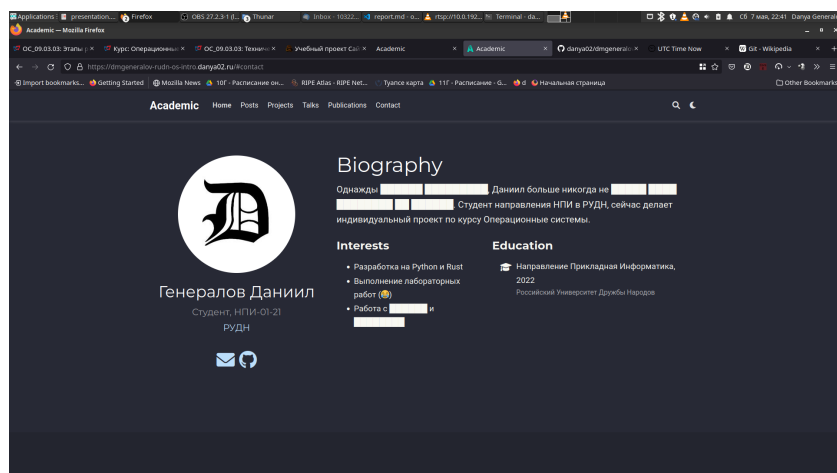 Applications presentation... Firefox OBS 27.2.3-1 (l... Thunar Inbox - 10322... report.md - o... rtsp://10.0.192... Terminal - da... Сб 7 мая, 22:41 Danya General
Academic — Mozilla Firefox
ОС_09.03.03: Этапы р Курс: Операционны ОС_09.03.03: Технич Учебный проект Сай Academic Academic danya02/dmgeneralo UTC Time Now Git - Wikipedia
https://dmgeneralov-rudn-os-intro.danya02.ru/#contact
Import bookmarks... Getting Started Mozilla News 10Г - Расписание он... RIPE Atlas - RIPE Net... Туапсе карта 11Г - Расписание - G... d Начальная страница Other Bookmarks
Academic Home Posts Projects Talks Publications Contact
Biography
Однажды , Даниил больше никогда не
. Студент направления НПИ в РУДН, сейчас делает
индивидуальный проект по курсу Операционные системы.
Interests
• Разработка на Python и Rust
• Выполнение лабораторных
работ (😅)
• Работа с и
Education
Направление Прикладная Информатика,
2022
Российский Университет Дружбы Народов
Генералов Даниил
Студент, НПИ-01-21
РУДН